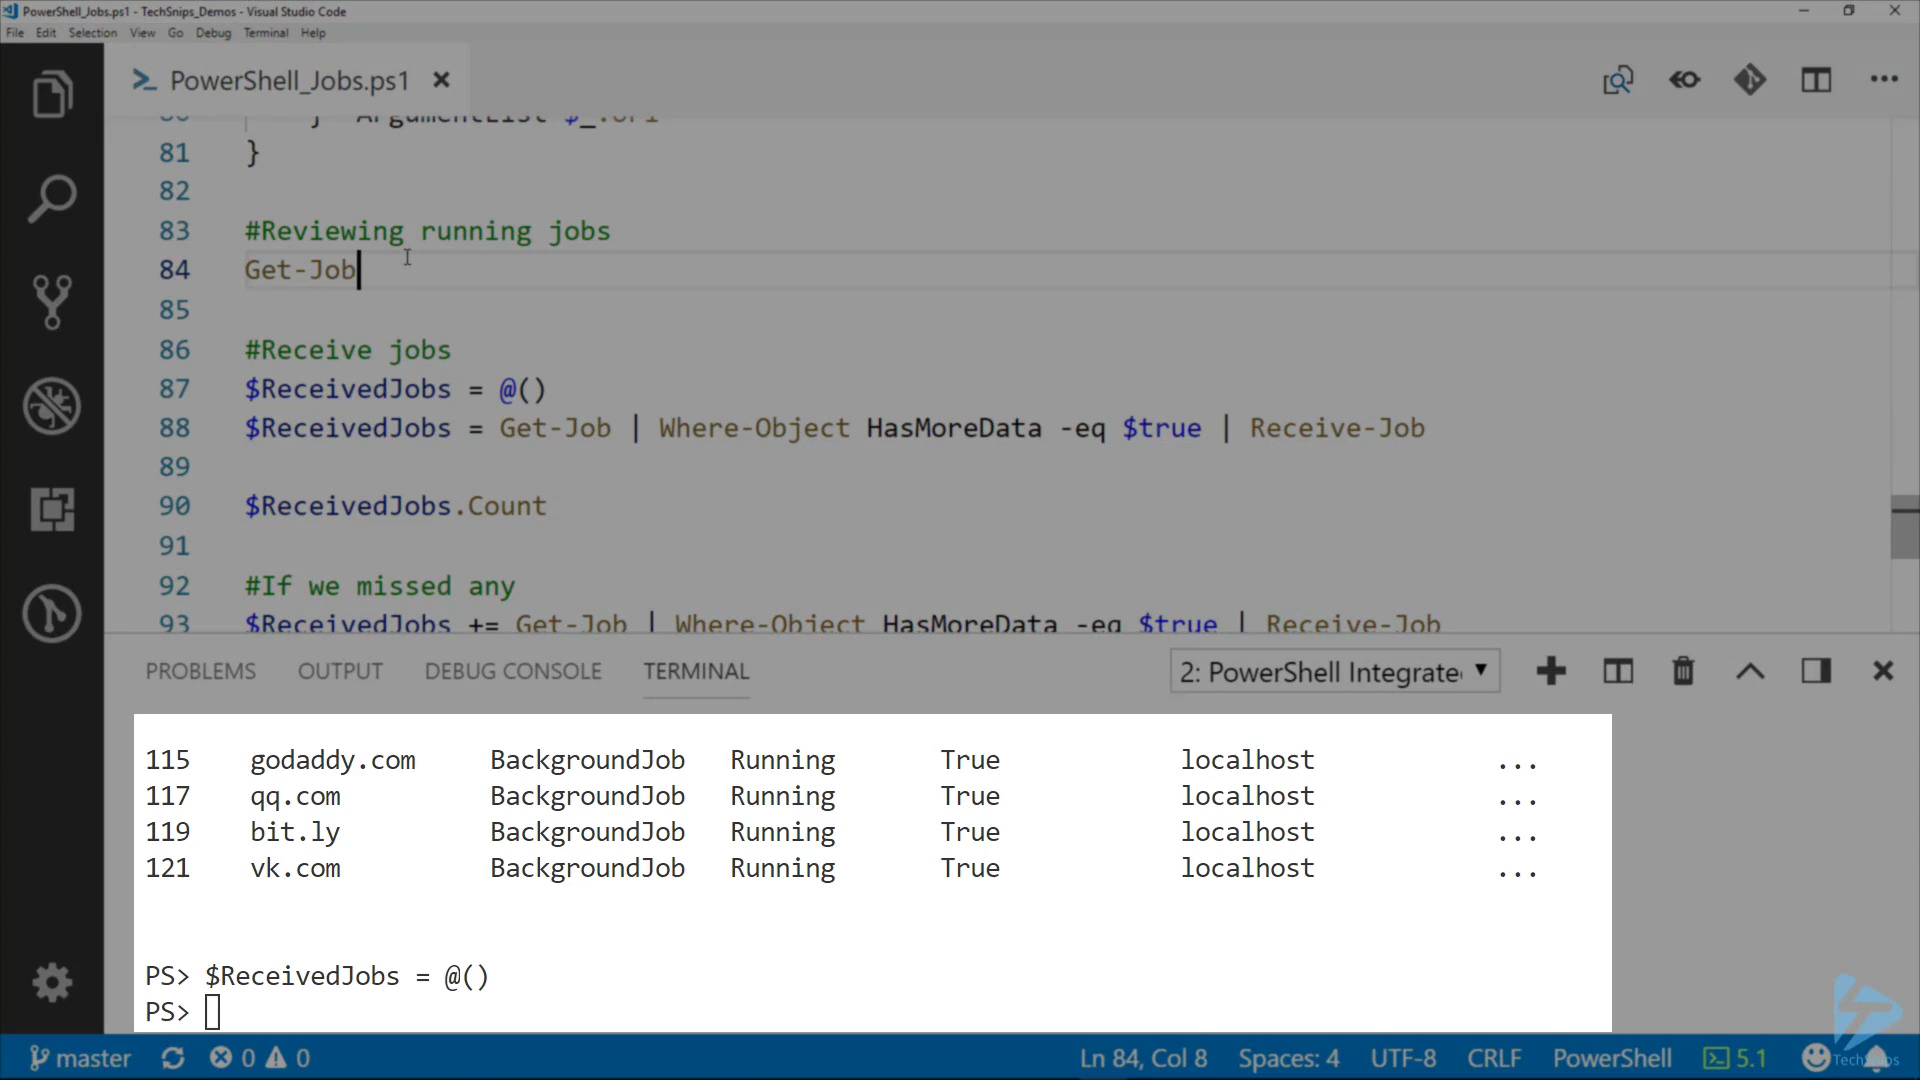 PowerShell_Jobs.ps1 - TechSnips_Demos - Visual Studio Code
File Edit Selection View Go Debug Terminal Help
PowerShell_Jobs.ps1
81 }
82
83 #Reviewing running jobs
84 Get-Job
85
86 #Receive jobs
87 $ReceivedJobs = @()
88 $ReceivedJobs = Get-Job | Where-Object HasMoreData -eq $true | Receive-Job
89
90 $ReceivedJobs.Count
91
92 #If we missed any
93 $ReceivedJobs += Get-Job | Where-Object HasMoreData -eq $true | Receive-Job
PROBLEMS OUTPUT DEBUG CONSOLE TERMINAL 2: PowerShell Integrate
115 godaddy.com BackgroundJob Running True localhost ...
117 qq.com BackgroundJob Running True localhost ...
119 bit.ly BackgroundJob Running True localhost ...
121 vk.com BackgroundJob Running True localhost ...
PS> $ReceivedJobs = @()
PS>
master 0 0 Ln 84, Col 8 Spaces: 4 UTF-8 CRLF PowerShell 5.1
TechSnips